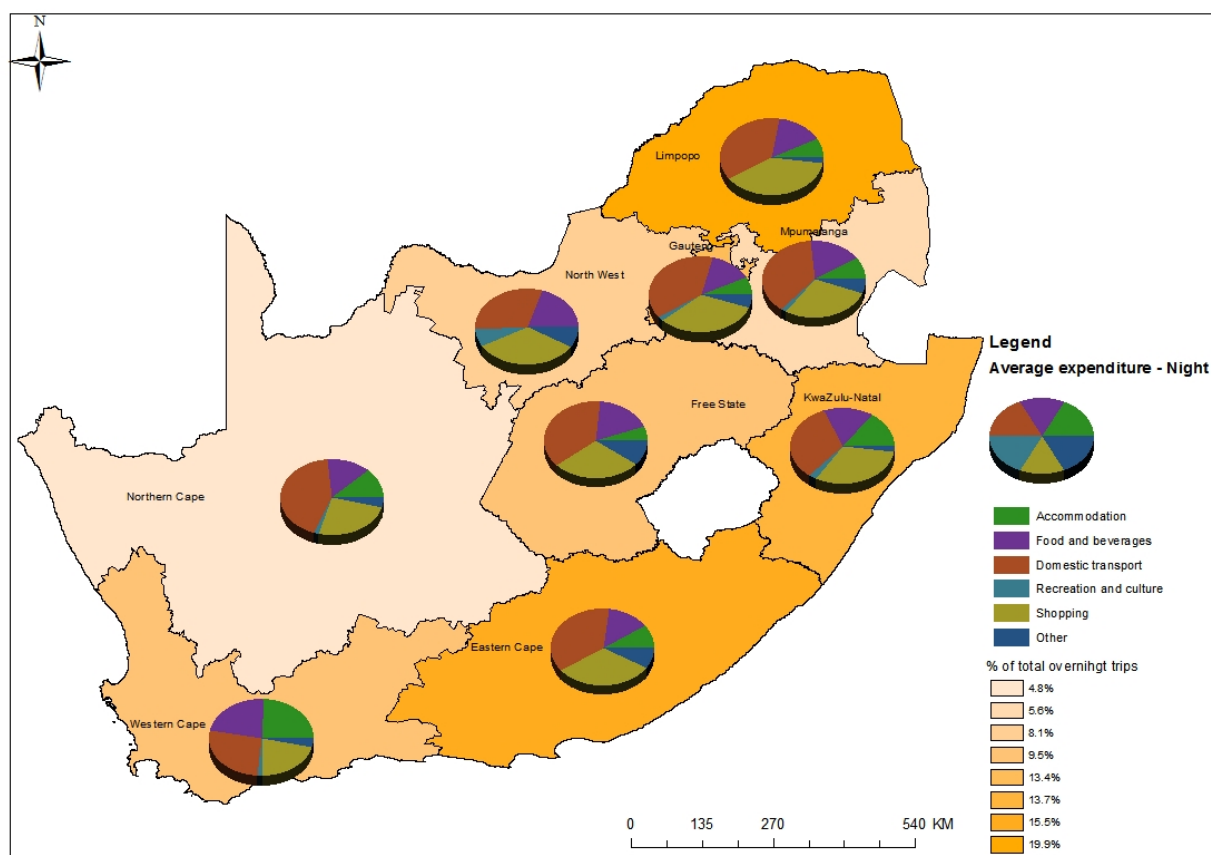 N
Limpopo
Mpumalanga
Gauteng
North West
Free State
KwaZulu-Natal
Northern Cape
Eastern Cape
Western Cape
Legend
Average expenditure - Night
Accommodation
Food and beverages
Domestic transport
Recreation and culture
Shopping
Other
% of total overnihgt trips
4.8%
5.6%
8.1%
9.5%
13.4%
13.7%
15.5%
19.9%
0 135 270 540 KM